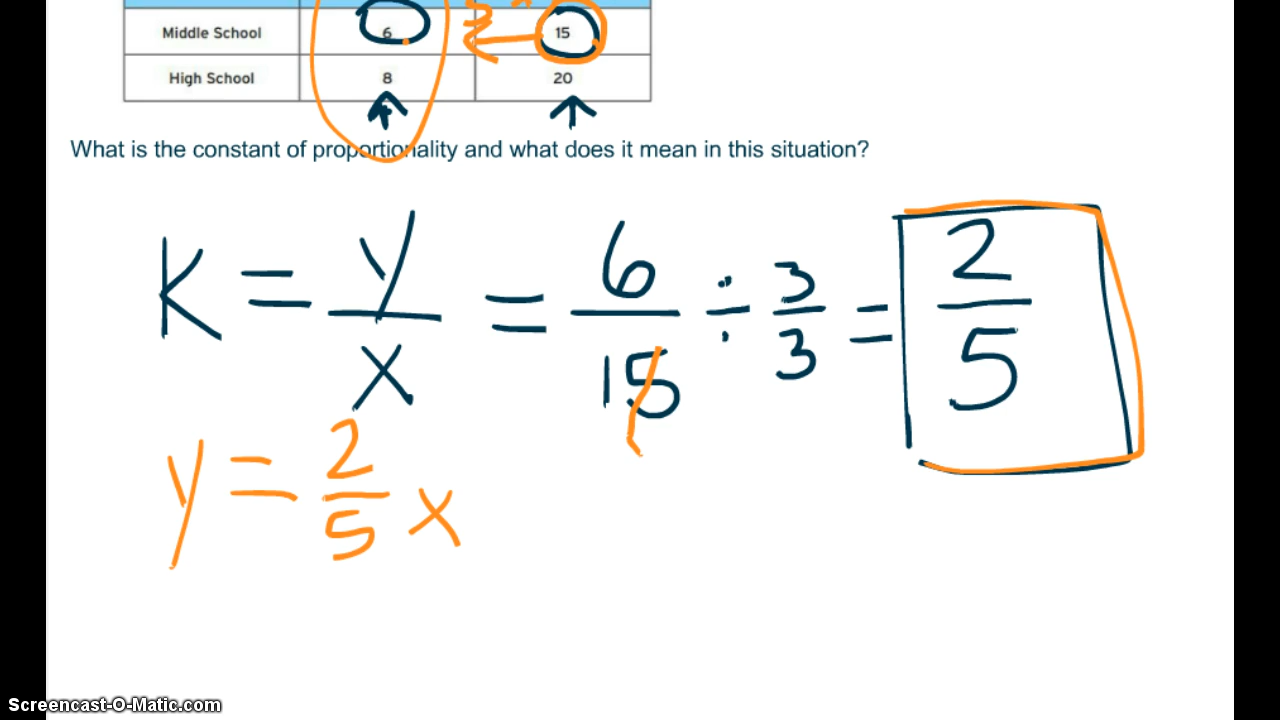 Middle School 6 15
High School 8 20
What is the constant of proportionality and what does it mean in this situation?
K = y/x = 6/15 ÷ 3/3 = 2/5
y = 2/5 x
Screencast-O-Matic.com